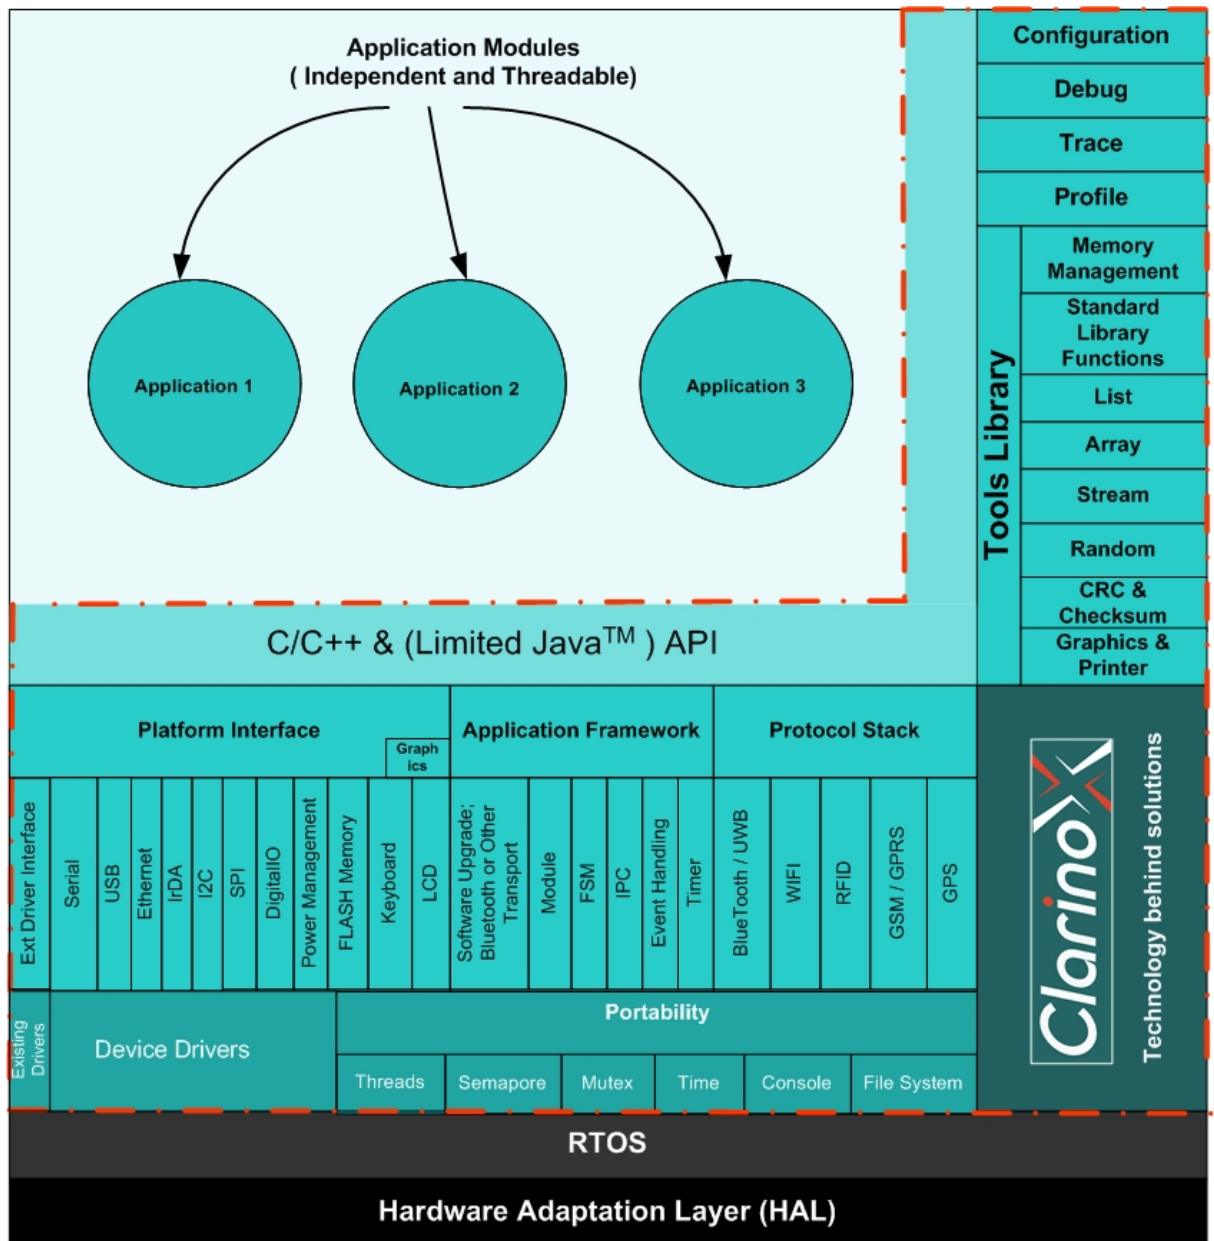 Application Modules
( Independent and Threadable)
Application 1
Application 2
Application 3
Configuration
Debug
Trace
Profile
Tools Library
Memory
Management
Standard
Library
Functions
List
Array
Stream
Random
CRC &
Checksum
Graphics &
Printer
C/C++ & (Limited Java™ ) API
Platform Interface
Graph
ics
Application Framework
Protocol Stack
Ext Driver Interface
Serial
USB
Ethernet
IrDA
I2C
SPI
DigitalIO
Power Management
FLASH Memory
Keyboard
LCD
Software Upgrade;
Bluetooth or Other
Transport
Module
FSM
IPC
Event Handling
Timer
BlueTooth / UWB
WIFI
RFID
GSM / GPRS
GPS
ClarinoX
Technology behind solutions
Existing
Drivers
Device Drivers
Portability
Threads
Semapore
Mutex
Time
Console
File System
RTOS
Hardware Adaptation Layer (HAL)